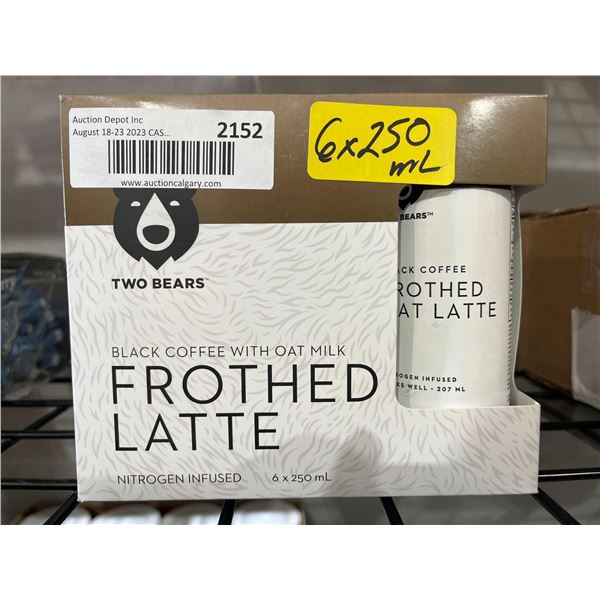 Auction Depot Inc
August 18-23 2023 CAS...
2152
www.auctioncalgary.com
6x250
mL
TWO BEARS™
BLACK COFFEE WITH OAT MILK
FROTHED
LATTE
NITROGEN INFUSED 6 x 250 mL
BEARS™
ACK COFFEE
ROTHED
AT LATTE
ROGEN INFUSED
KE WELL • 207 ML